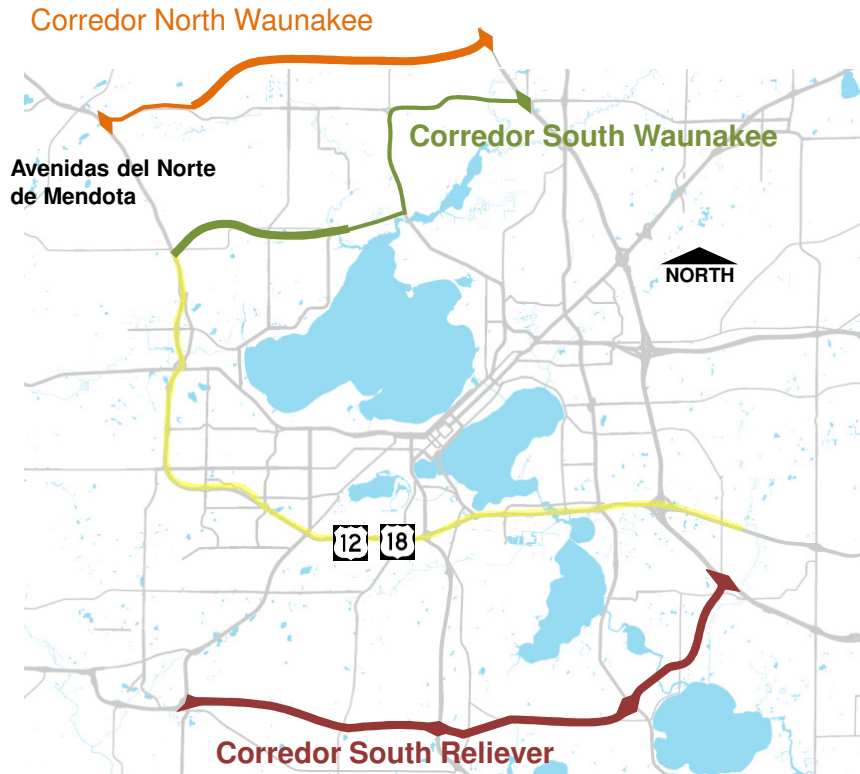 Corredor North Waunakee
Corredor South Waunakee
Avenidas del Norte
de Mendota
NORTH
12 18
Corredor South Reliever